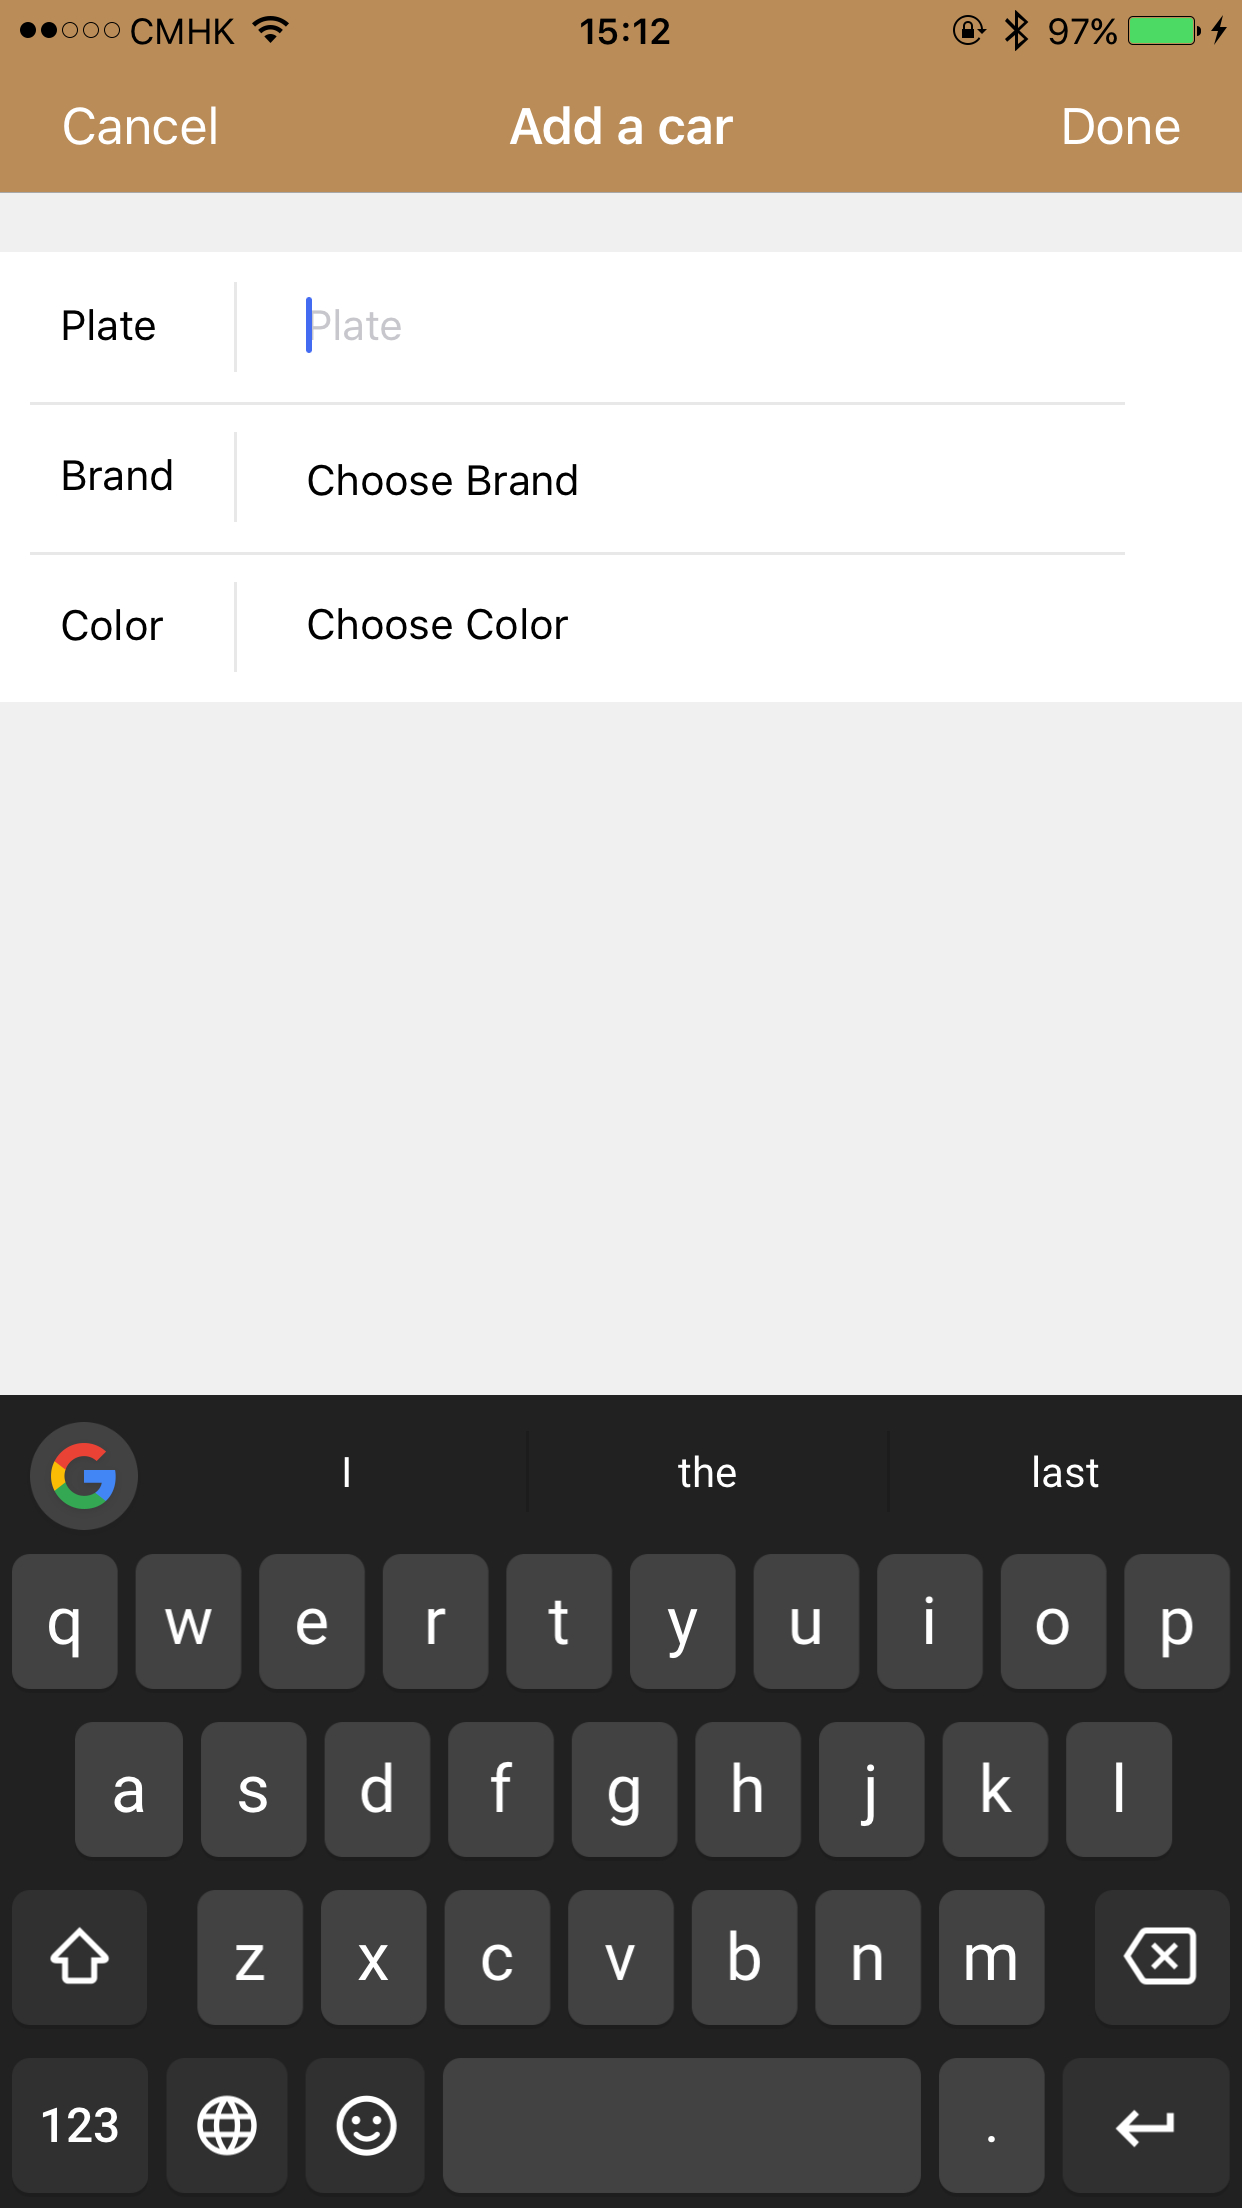 CMHK 15:12 97%
Cancel Add a car Done
Plate Plate
Brand Choose Brand
Color Choose Color
G I the last
q w e r t y u i o p
a s d f g h j k l
z x c v b n m
123 .